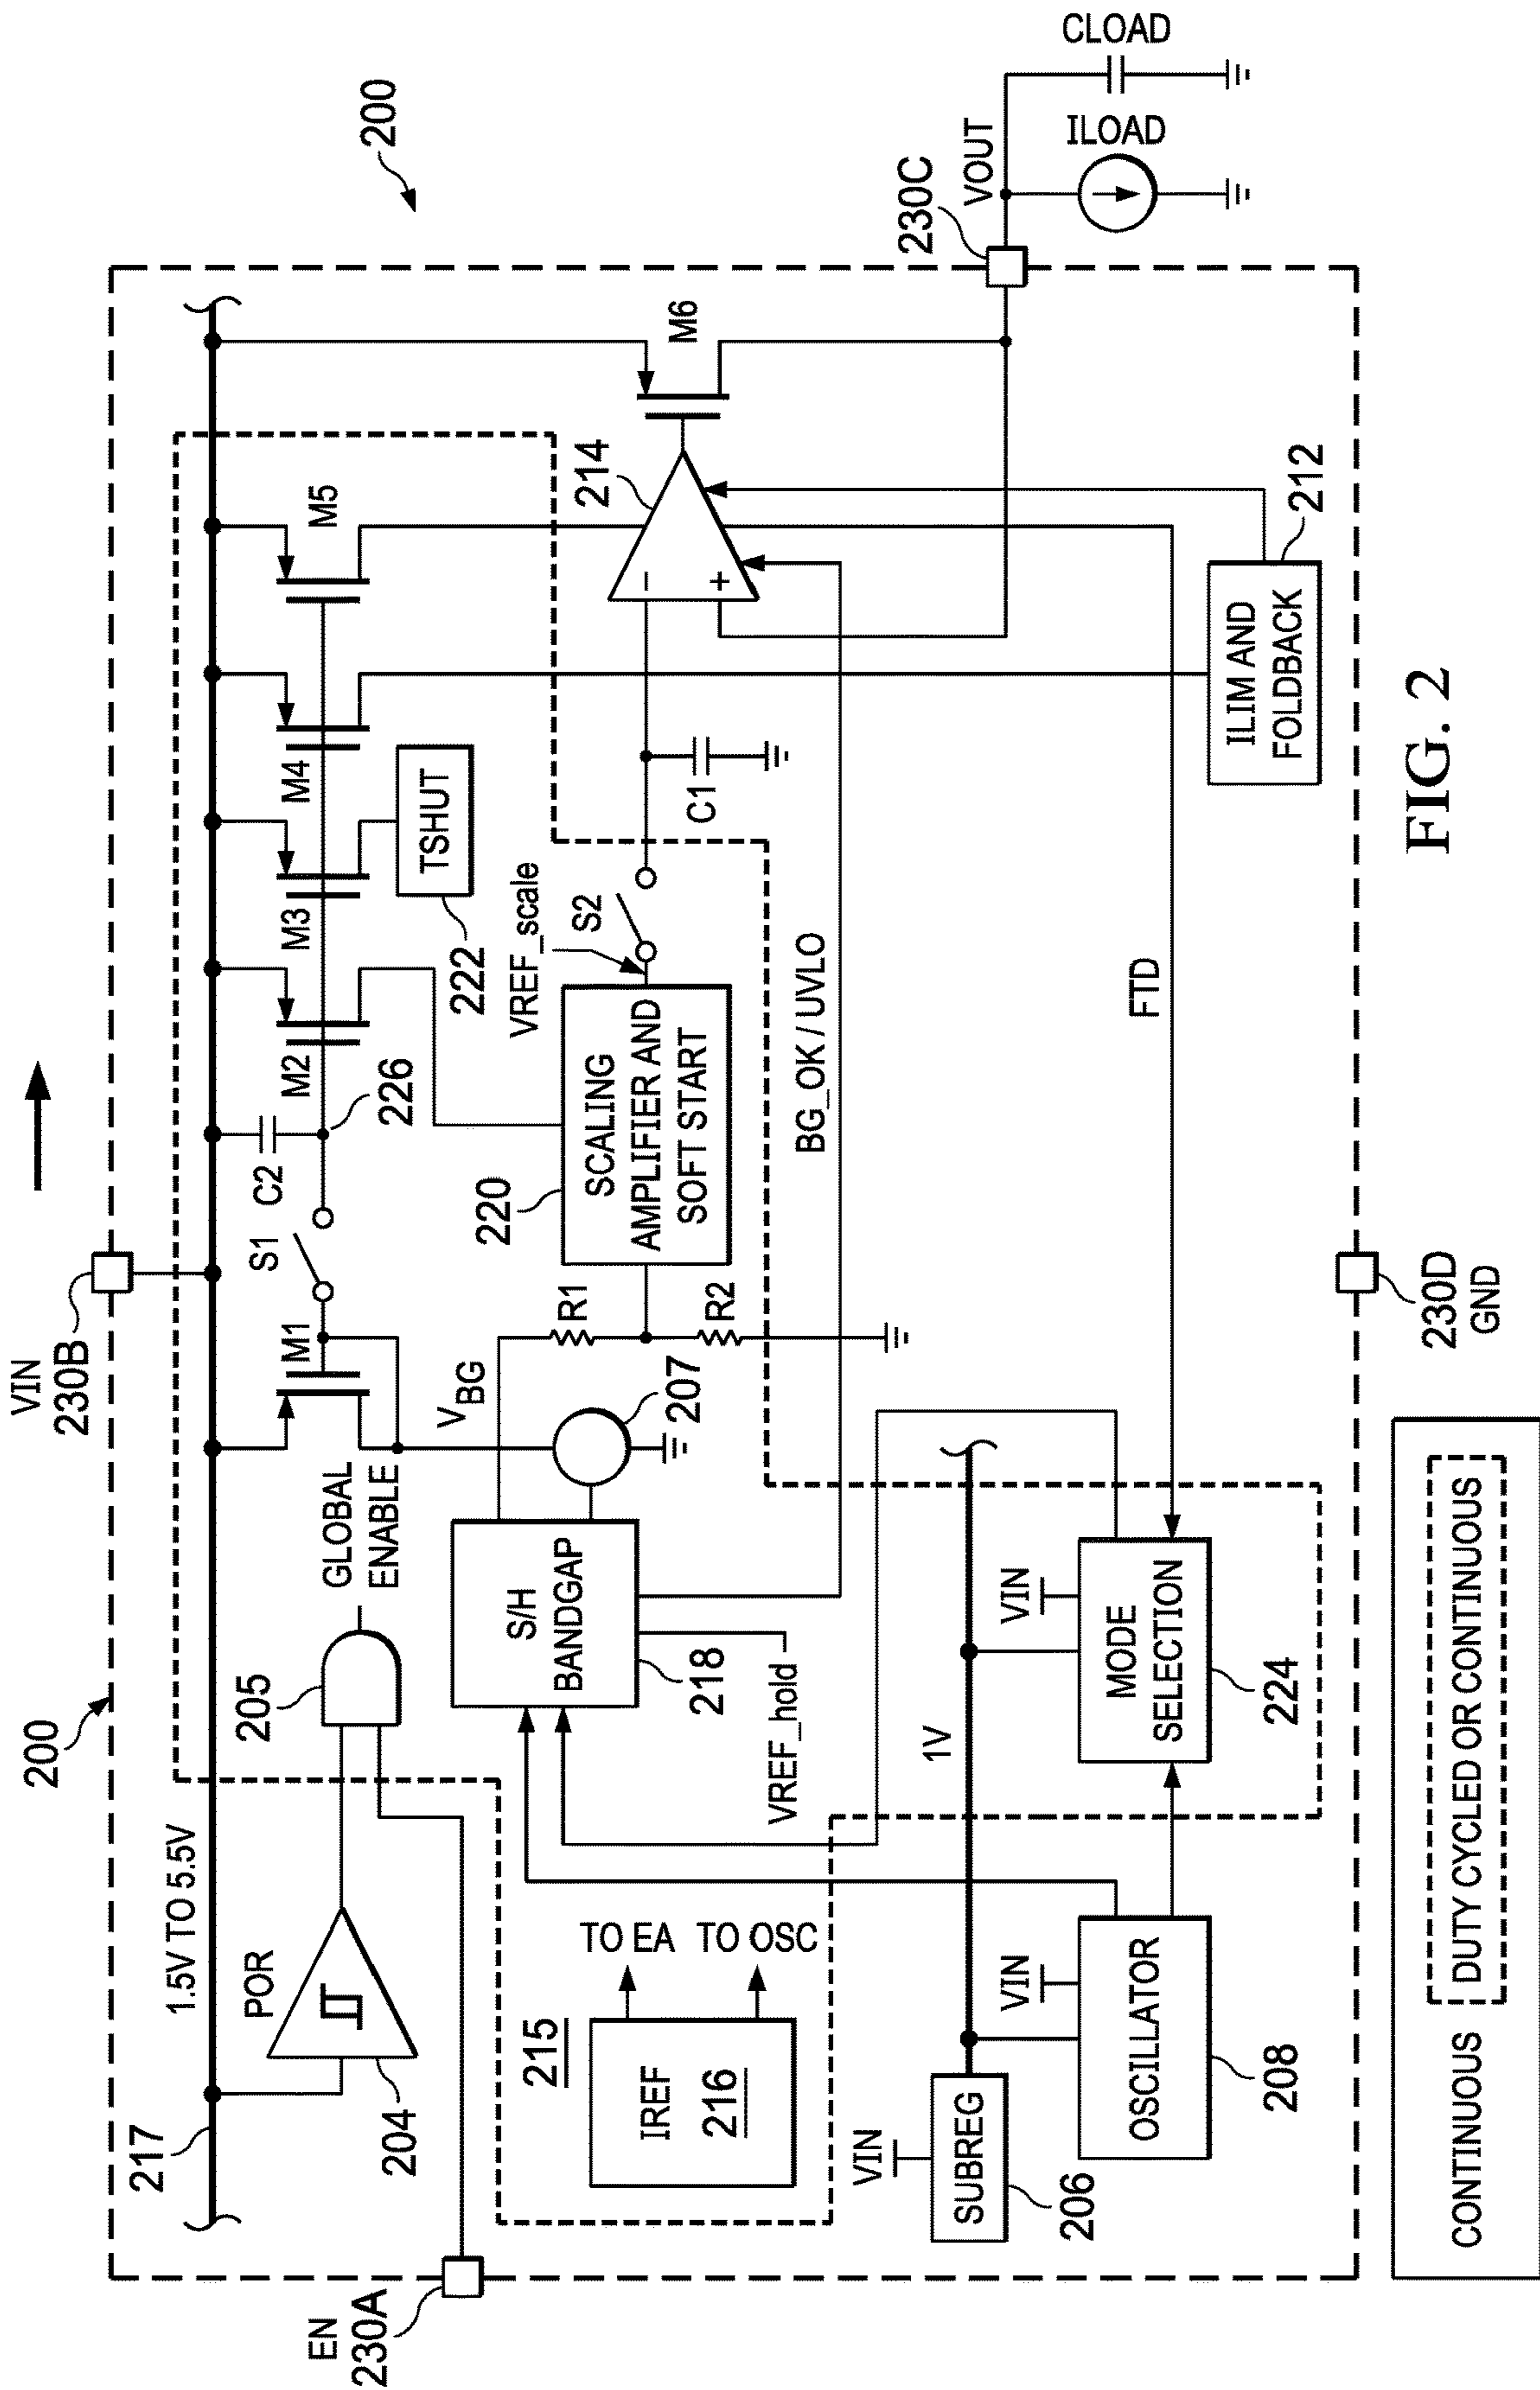 200
VIN
230B
200
217
1.5V TO 5.5V
POR
204
205
GLOBAL
ENABLE
M1
S1
C2
226
M2
M3
M4
M5
TSHUT
222
EN
230A
215
IREF
216
TO EA
TO OSC
S/H
BANDGAP
218
VREF_hold
VBG
207
R1
R2
220
SCALING
AMPLIFIER AND
SOFT START
VREF_scale
S2
C1
214
−
+
M6
230C
VOUT
ILOAD
CLOAD
BG_OK / UVLO
FTD
VIN
SUBREG
206
1V
VIN
OSCILLATOR
208
VIN
MODE
SELECTION
224
ILIM AND
FOLDBACK
212
230D
GND
CONTINUOUS
DUTY CYCLED OR CONTINUOUS
FIG. 2